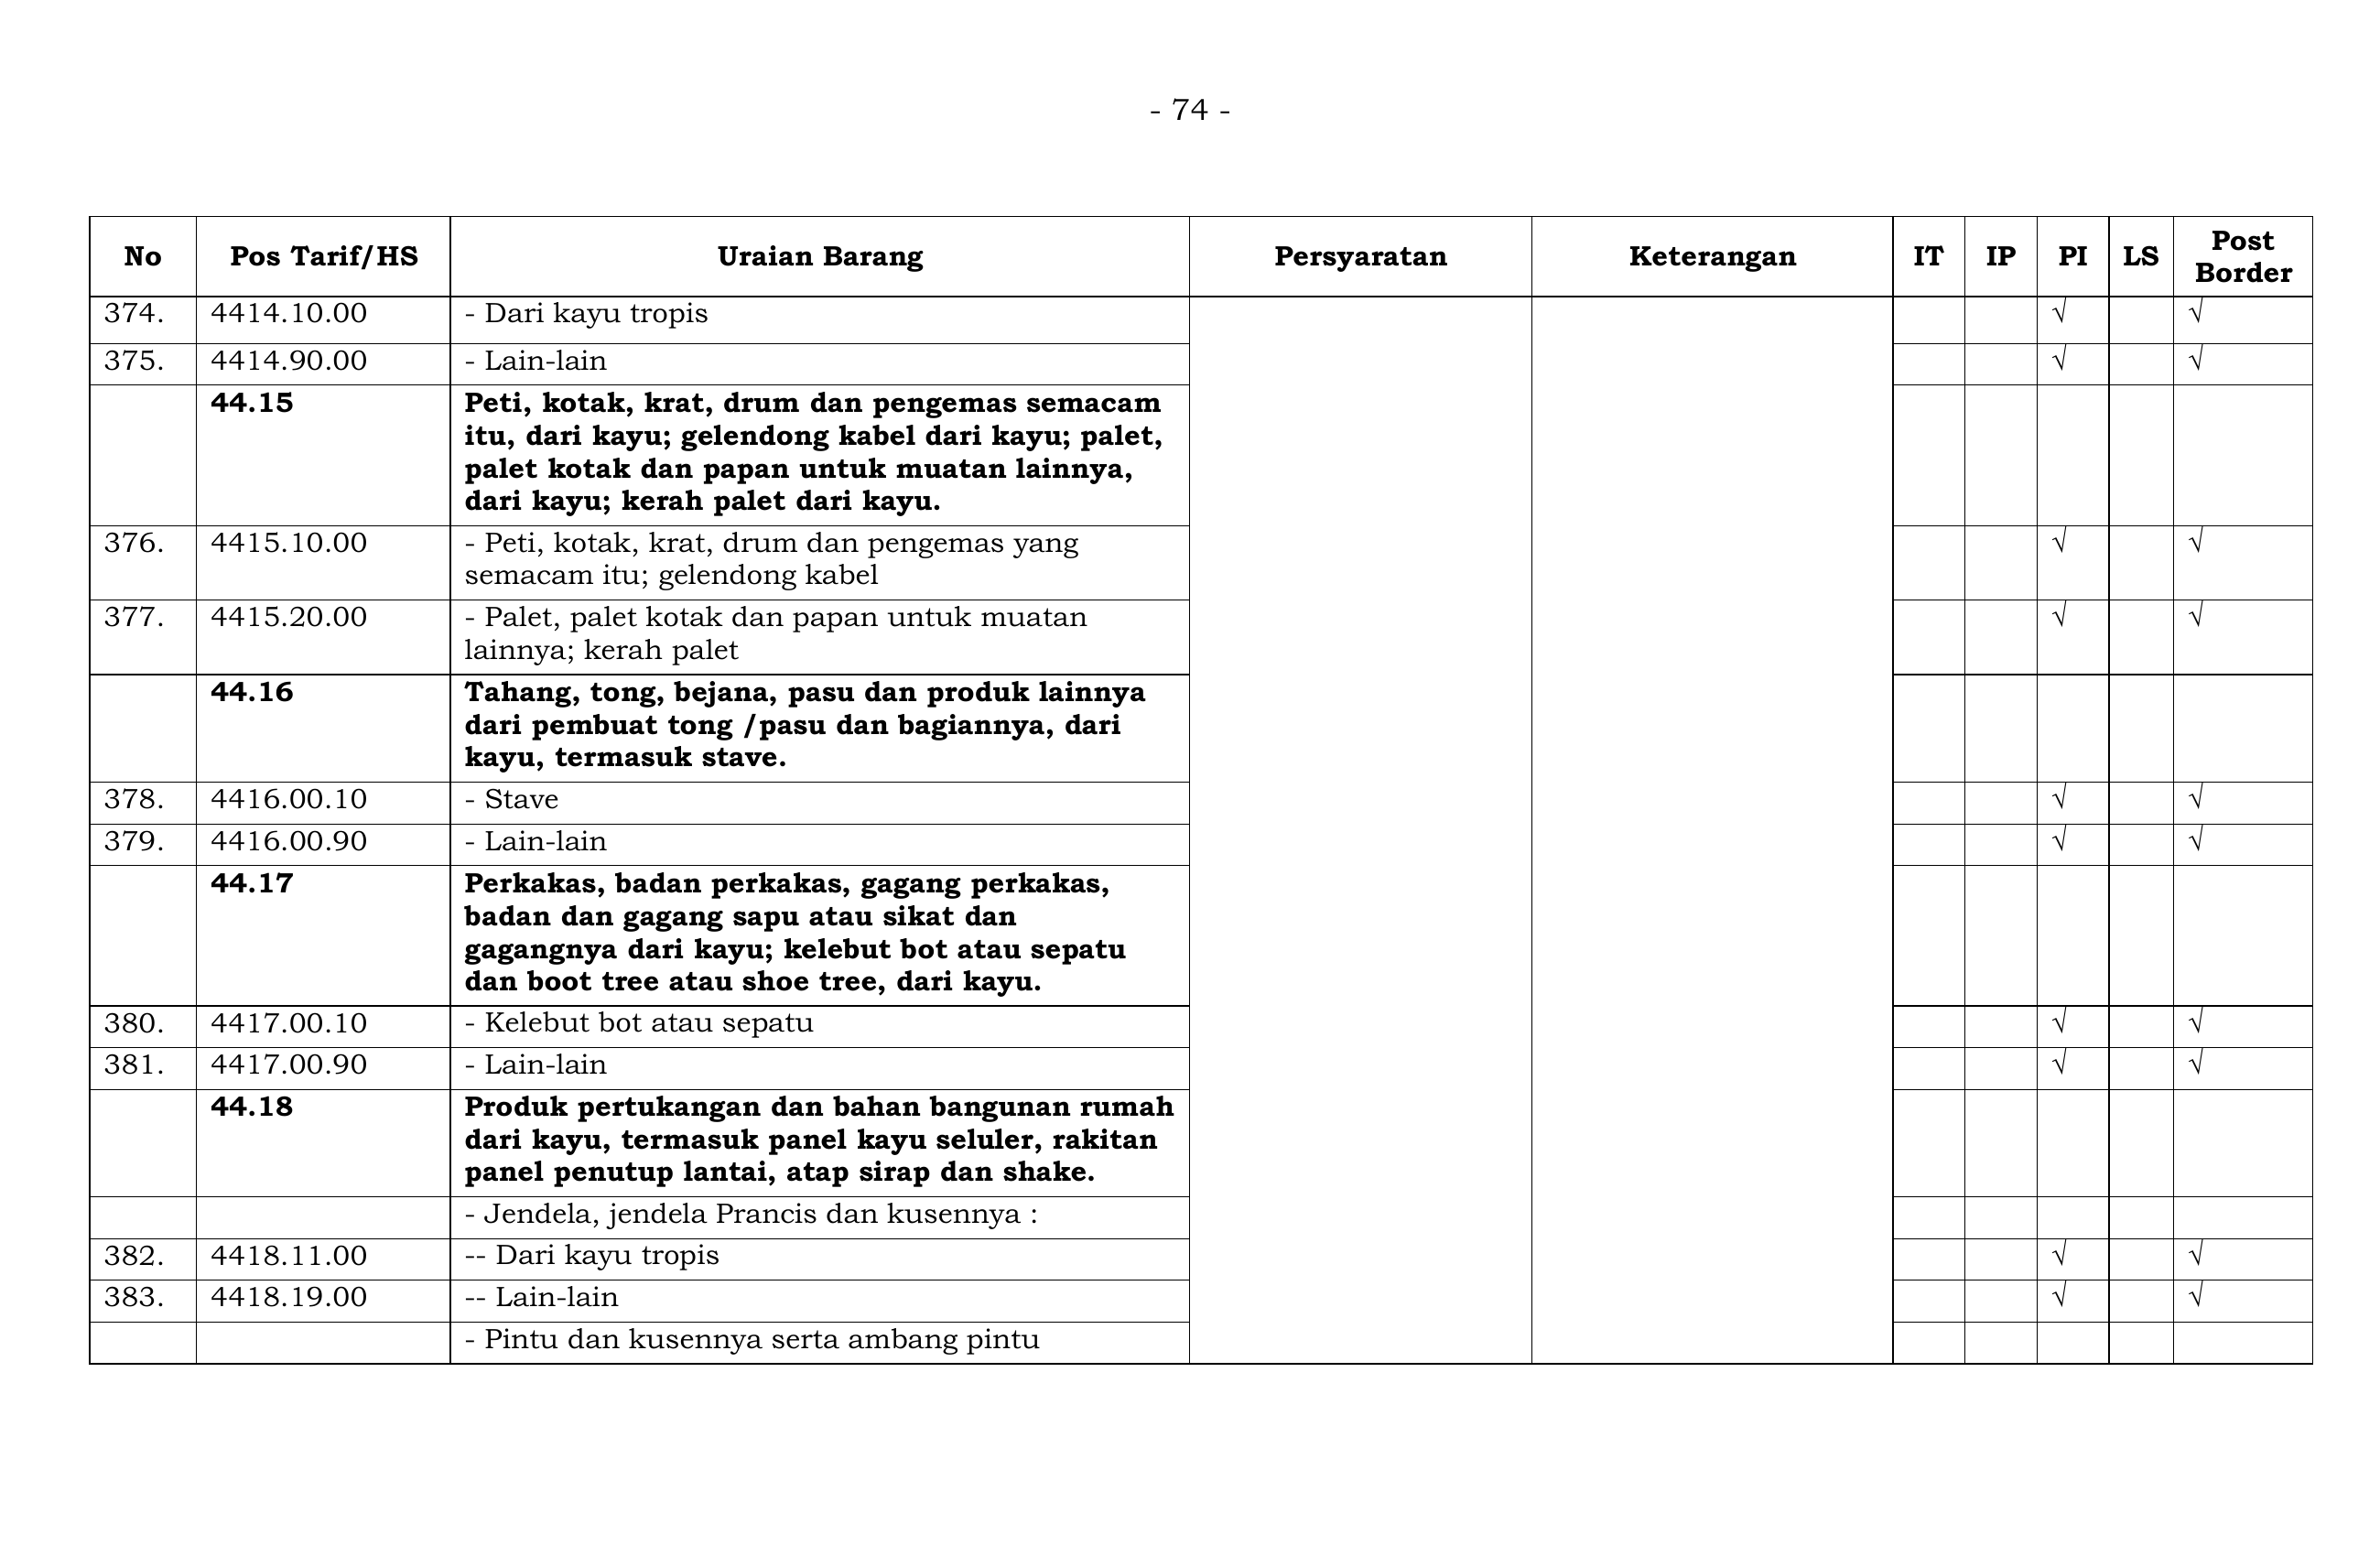 - 74 -
No Pos Tarif/HS Uraian Barang Persyaratan Keterangan IT IP PI LS Post Border
374. 4414.10.00 - Dari kayu tropis √ √
375. 4414.90.00 - Lain-lain √ √
44.15 Peti, kotak, krat, drum dan pengemas semacam
itu, dari kayu; gelendong kabel dari kayu; palet,
palet kotak dan papan untuk muatan lainnya,
dari kayu; kerah palet dari kayu.
376. 4415.10.00 - Peti, kotak, krat, drum dan pengemas yang √ √
semacam itu; gelendong kabel
377. 4415.20.00 - Palet, palet kotak dan papan untuk muatan √ √
lainnya; kerah palet
44.16 Tahang, tong, bejana, pasu dan produk lainnya
dari pembuat tong /pasu dan bagiannya, dari
kayu, termasuk stave.
378. 4416.00.10 - Stave √ √
379. 4416.00.90 - Lain-lain √ √
44.17 Perkakas, badan perkakas, gagang perkakas,
badan dan gagang sapu atau sikat dan
gagangnya dari kayu; kelebut bot atau sepatu
dan boot tree atau shoe tree, dari kayu.
380. 4417.00.10 - Kelebut bot atau sepatu √ √
381. 4417.00.90 - Lain-lain √ √
44.18 Produk pertukangan dan bahan bangunan rumah
dari kayu, termasuk panel kayu seluler, rakitan
panel penutup lantai, atap sirap dan shake.
- Jendela, jendela Prancis dan kusennya :
382. 4418.11.00 -- Dari kayu tropis √ √
383. 4418.19.00 -- Lain-lain √ √
- Pintu dan kusennya serta ambang pintu